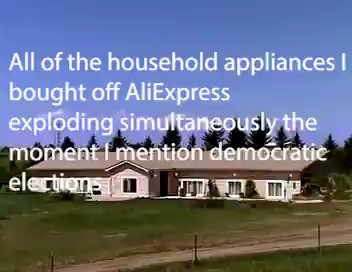 All of the household appliances I
bought off AliExpress
exploding simultaneously the
moment I mention democratic
elections